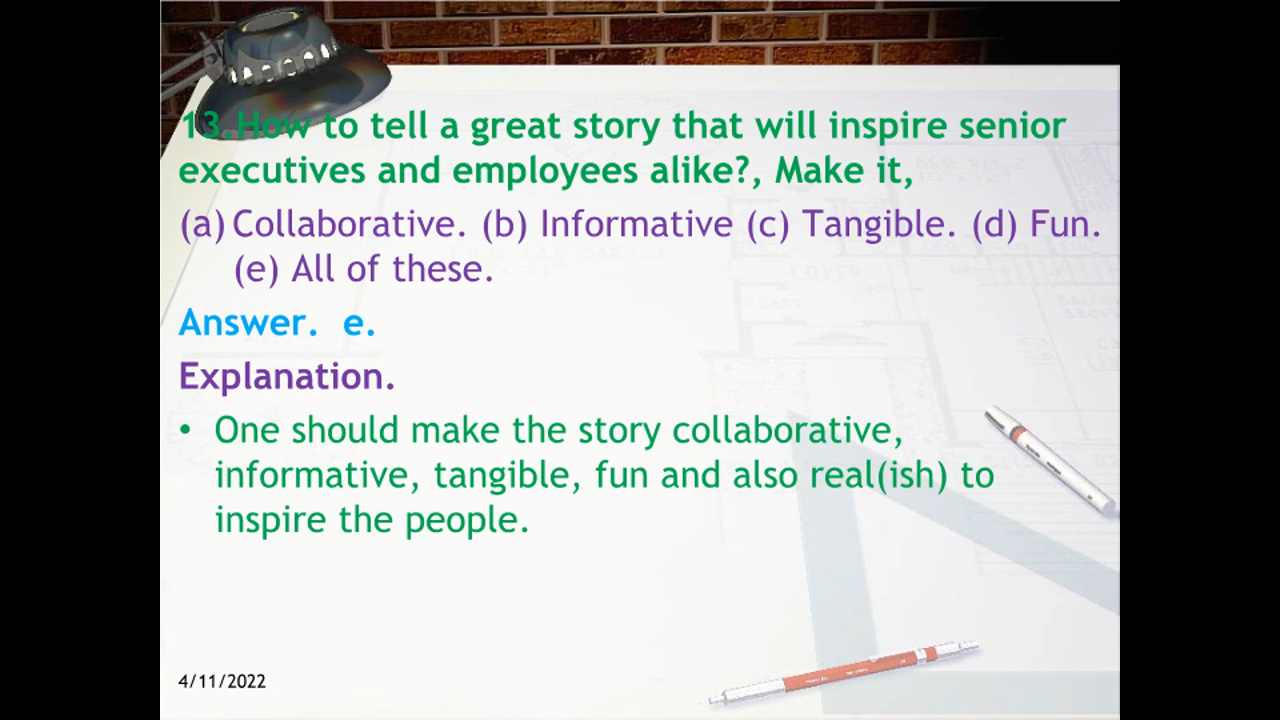 13.How to tell a great story that will inspire senior
executives and employees alike?, Make it,
(a) Collaborative. (b) Informative (c) Tangible. (d) Fun.
(e) All of these.
Answer. e.
Explanation.
• One should make the story collaborative,
informative, tangible, fun and also real(ish) to
inspire the people.
4/11/2022